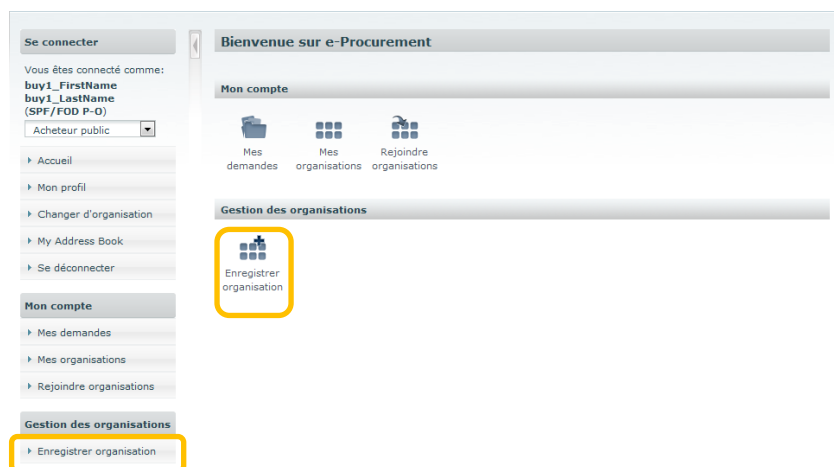 Se connecter
Vous êtes connecté comme:
buy1_FirstName
buy1_LastName
(SPF/FOD P-O)
Acheteur public
Accueil
Mon profil
Changer d'organisation
My Address Book
Se déconnecter
Mon compte
Mes demandes
Mes organisations
Rejoindre organisations
Gestion des organisations
Enregistrer organisation
Bienvenue sur e-Procurement
Mon compte
Mes
demandes
Mes
organisations
Rejoindre
organisations
Gestion des organisations
Enregistrer
organisation